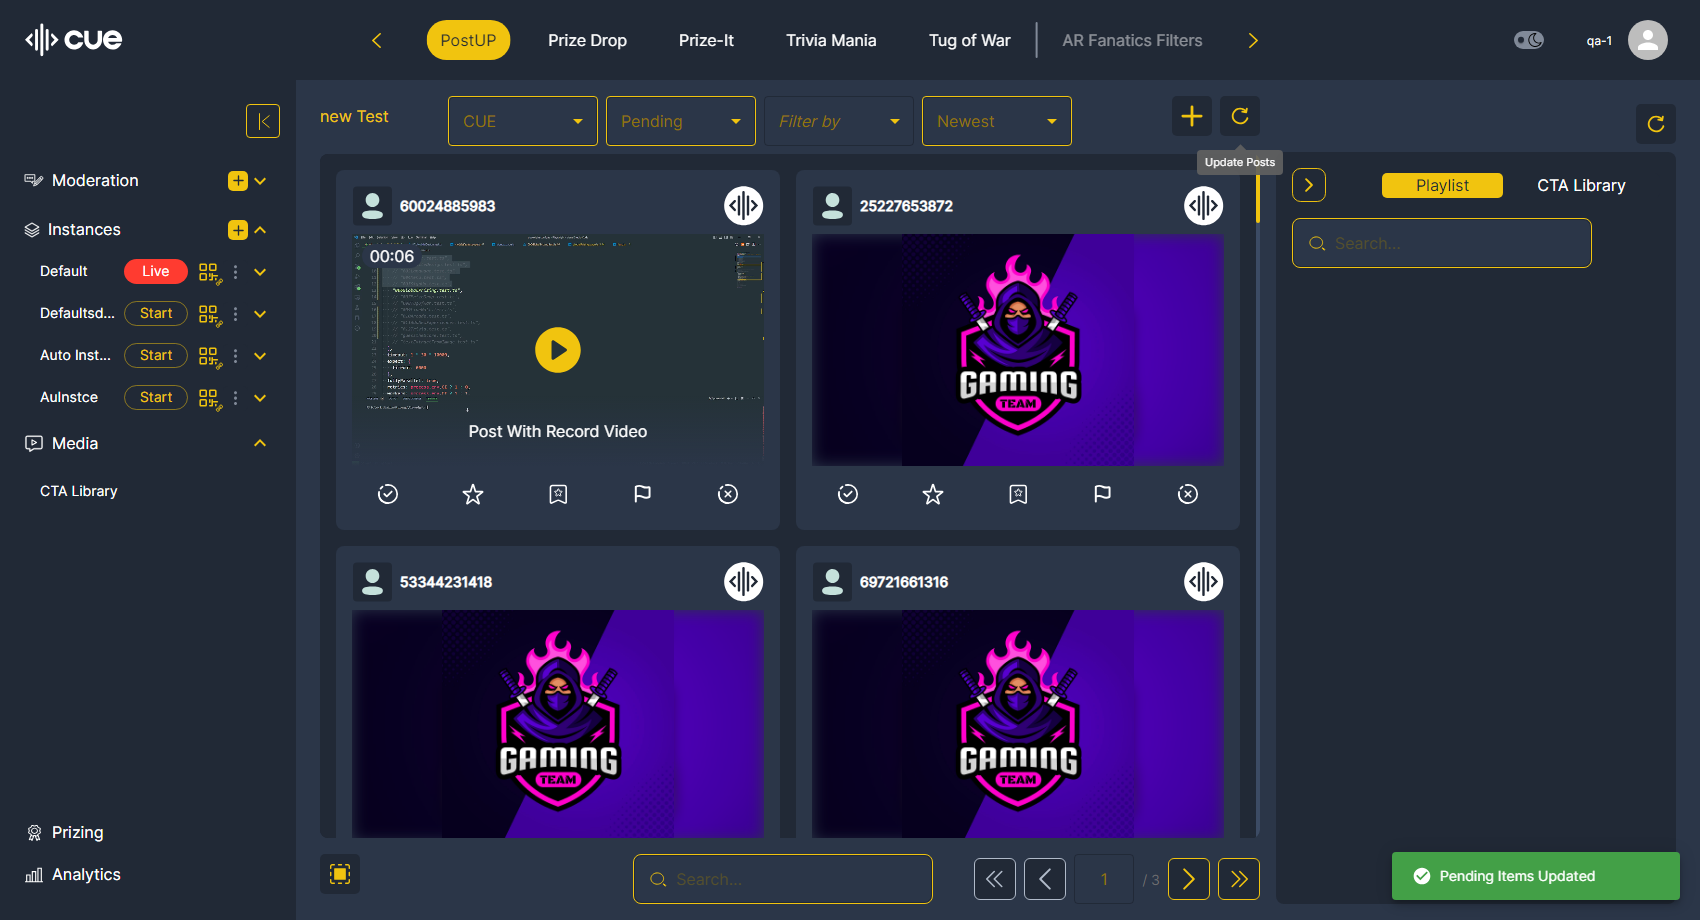 cue
PostUP
Prize Drop
Prize-It
Trivia Mania
Tug of War
AR Fanatics Filters
qa-1
new Test
CUE
Pending
Filter by
Newest
Update Posts
Moderation
Instances
Default
Live
Defaultsd...
Start
Auto Inst...
Start
AuInstce
Start
Media
CTA Library
Prizing
Analytics
60024885983
00:06
Post With Record Video
25227653872
GAMING
TEAM
53344231418
GAMING
TEAM
69721661316
GAMING
TEAM
Playlist
CTA Library
Search...
Search...
1
/ 3
Pending Items Updated